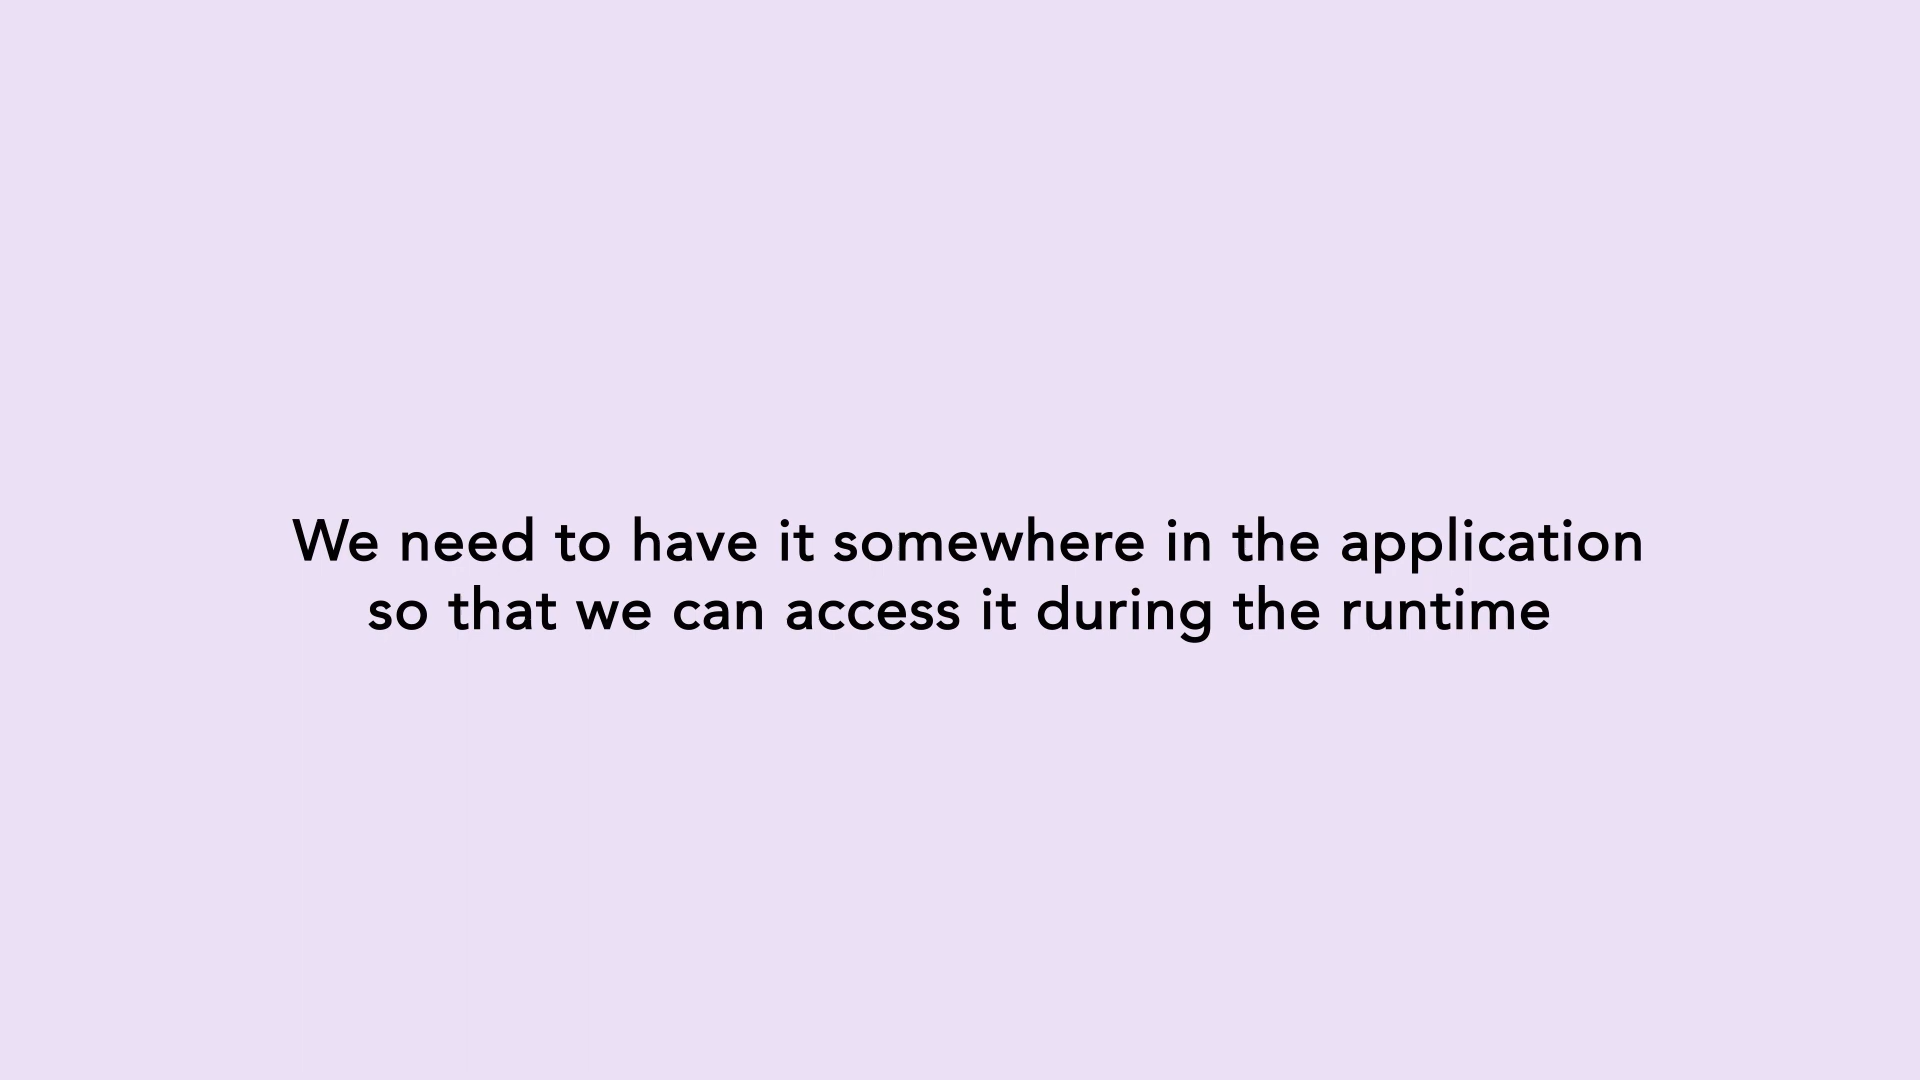 We need to have it somewhere in the application
so that we can access it during the runtime